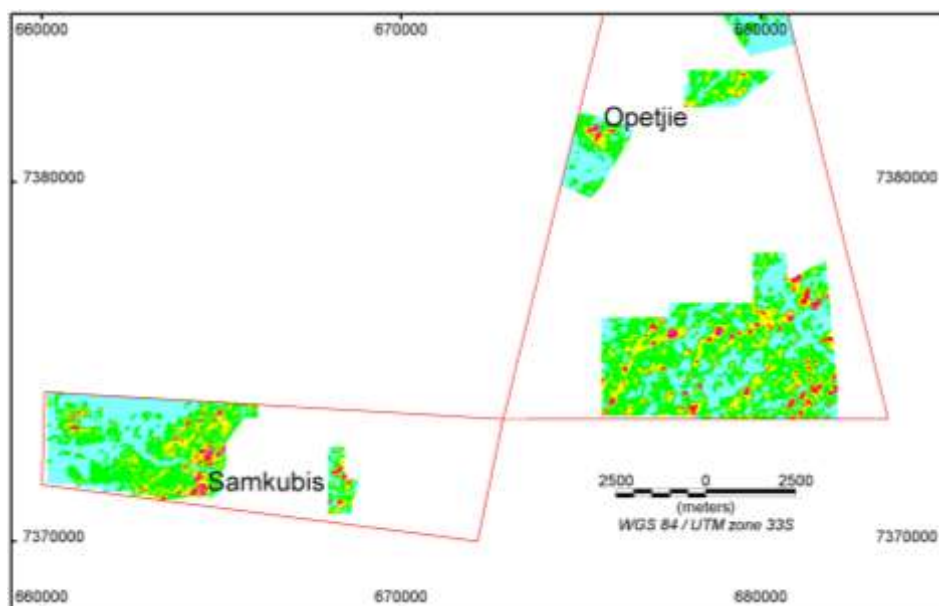 660000 670000 680000
Opetjie
7380000 7380000
Samkubis
2500 0 2500
(meters)
WGS 84 / UTM zone 33S
7370000 7370000
660000 670000 680000